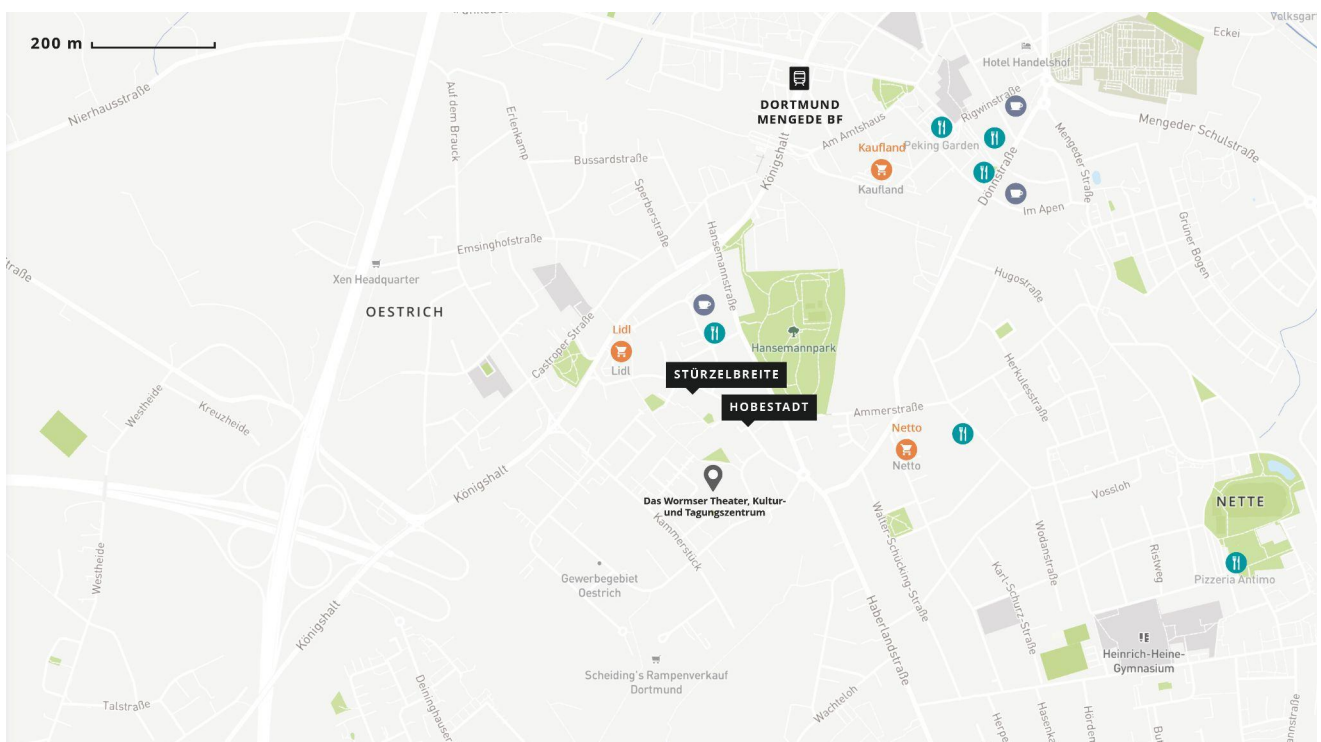 200 m
Eckei
Hotel Handelshof
Nierhausstraße
Auf dem Brauck
Erlenkamp
DORTMUND
MENGEDE BF
Rigwinstraße
Am Amtshaus
Mengeder Schulstraße
Mengeder Straße
Königshalt
Kaufland
Peking Garden
Kaufland
Bussardstraße
Sperberstraße
Dönnstraße
Im Apen
Grüner Bogen
Hansemannstraße
Emsinghofstraße
Xen Headquarter
Hugostraße
OESTRICH
Castroper Straße
Lidl
Lidl
Hansemannpark
STÜRZELBREITE
HOBESTADT
Herkulesstraße
Westheide
Kreuzheide
Ammerstraße
Netto
Netto
Königshalt
Das Wormser Theater, Kultur-
und Tagungszentrum
Kammerstück
Vossloh
NETTE
Walter-Schücking-Straße
Wodanstraße
Ristweg
Westheide
Gewerbegebiet
Oestrich
Karl-Schurz-Straße
Pizzeria Antimo
Königshalt
Haberlandstraße
Heinrich-Heine-
Gymnasium
Scheiding's Rampenverkauf
Dortmund
Talstraße
Deininghauser
Wachteloh